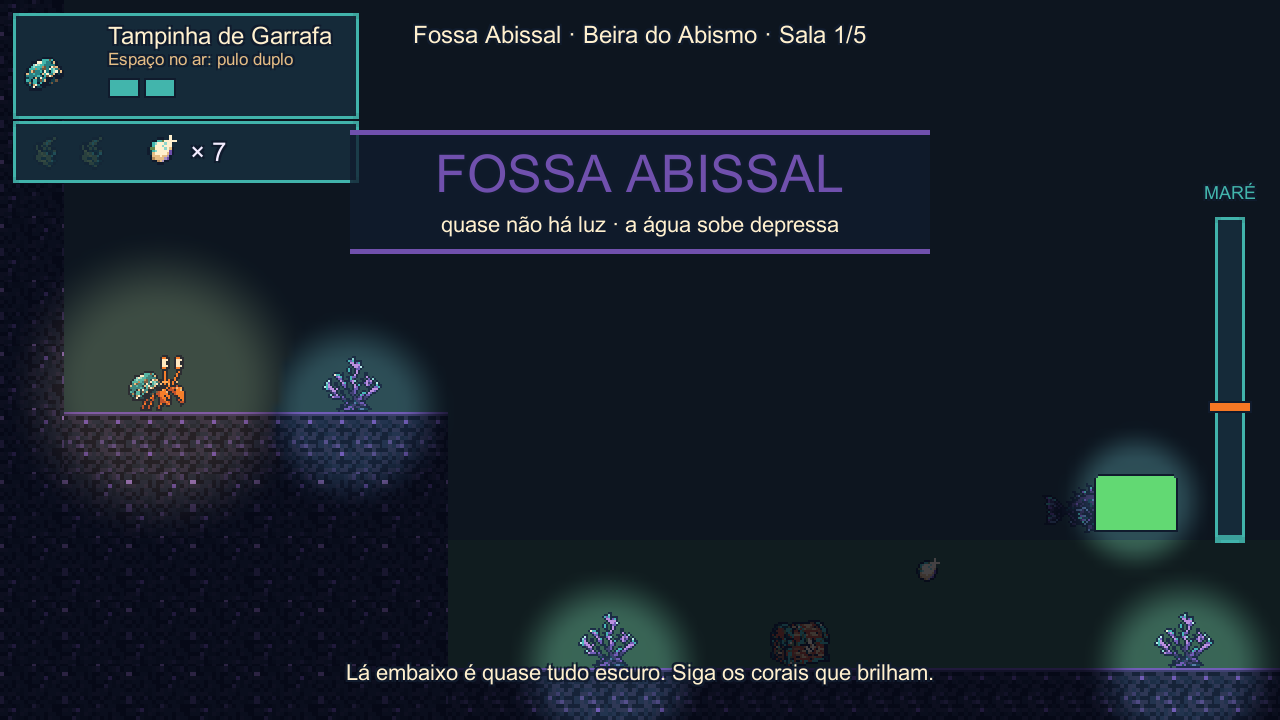 Tampinha de Garrafa
Espaço no ar: pulo duplo
× 7
Fossa Abissal · Beira do Abismo · Sala 1/5
FOSSA ABISSAL
quase não há luz · a água sobe depressa
MARÉ
Lá embaixo é quase tudo escuro. Siga os corais que brilham.